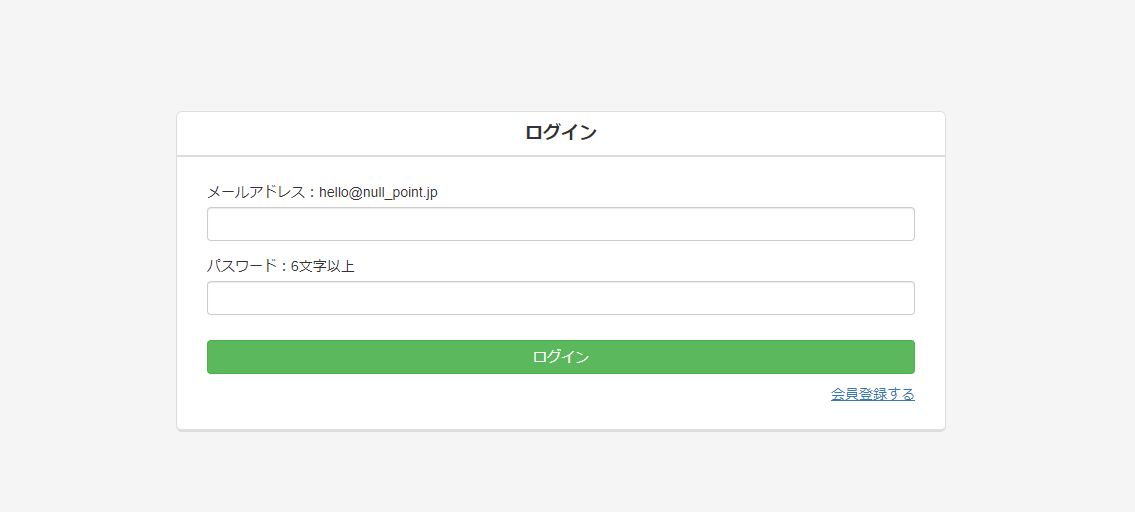 ログイン
メールアドレス：hello@null_point.jp
パスワード：6文字以上
ログイン
会員登録する